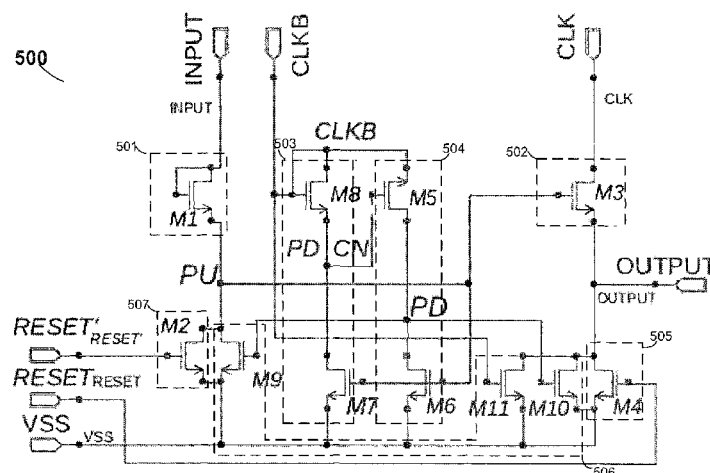 500
INPUT
CLKB
CLK
INPUT
CLK
CLKB
501
503
504
502
M1
M8
M5
M3
PD CN
PU
OUTPUT
OUTPUT
PD
507
505
M2
RESET' RESET'
RESET RESET
VSS VSS
M9
M7
M6
M11
M10
M4
506